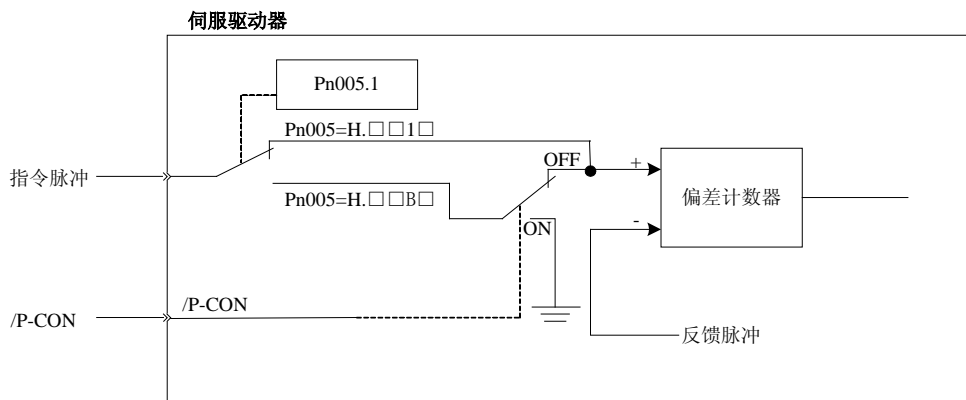 伺服驱动器
Pn005.1
Pn005=H.□□1□
OFF
+
指令脉冲
偏差计数器
Pn005=H.□□B□
ON
-
/P-CON
/P-CON
反馈脉冲